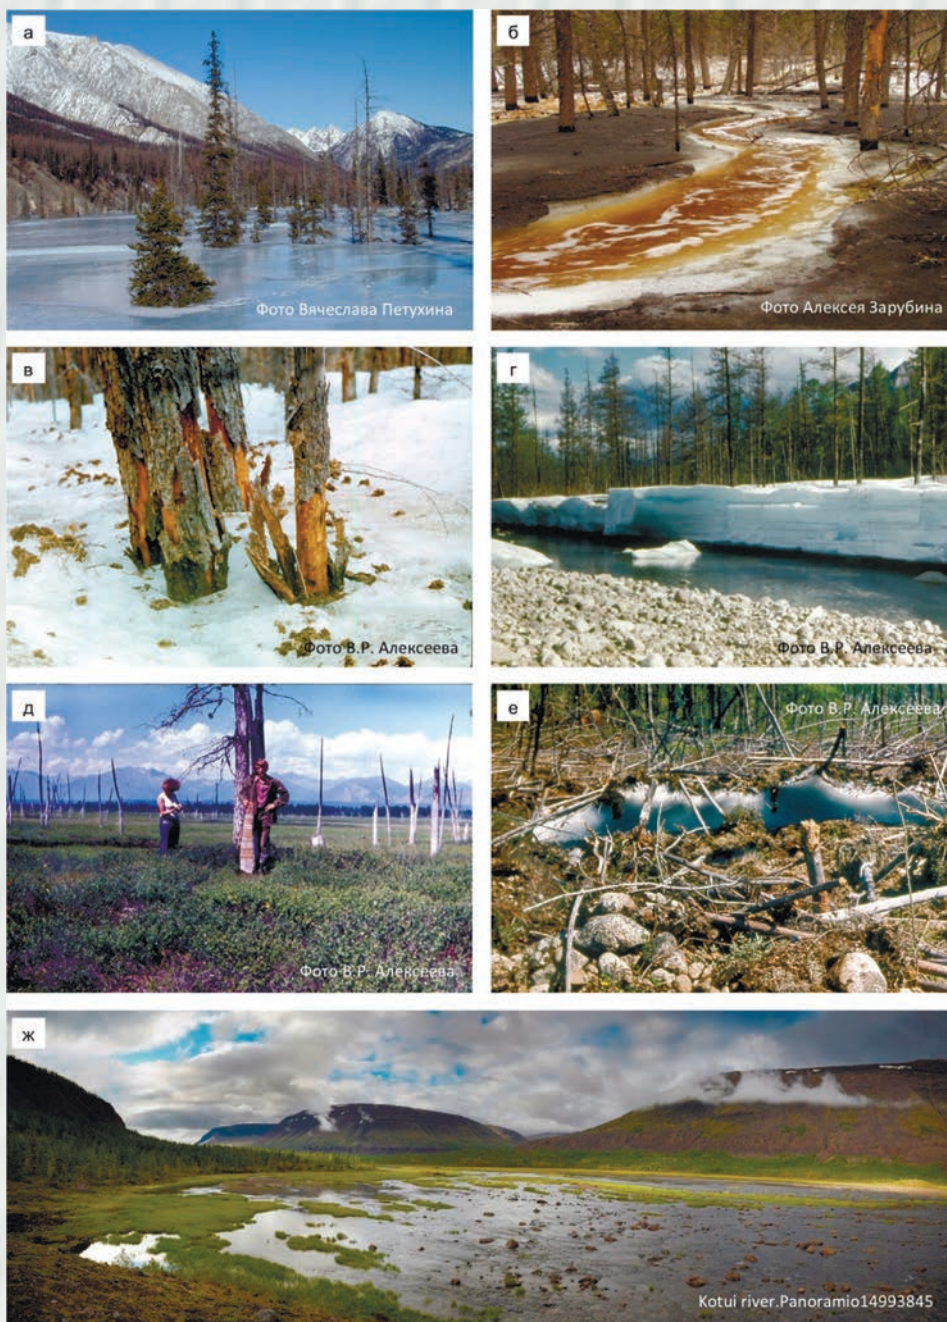 а
Фото Вячеслава Петухина
б
Фото Алексея Зарубина
в
Фото В.Р. Алексеева
г
Фото В.Р. Алексеева
д
Фото В.Р. Алексеева
е
Фото В.Р. Алексеева
ж
Kotui river.Panoramio14993845